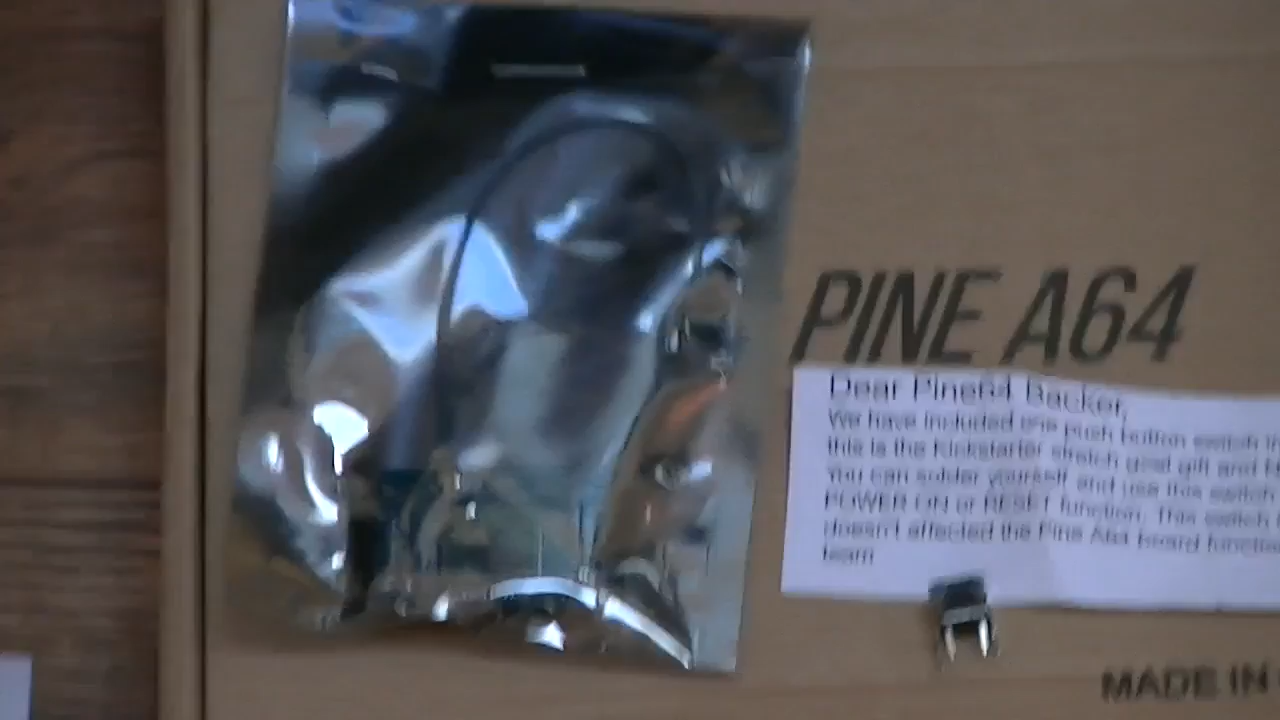 PINE A64
Dear Pine64 Backer,
We have included one push button switch in
this is the Kickstarter stretch goal gift and
You can solder yourself and use this switch
POWER ON or RESET function. This switch
doesn't affected the Pine A64 board function
team
MADE IN